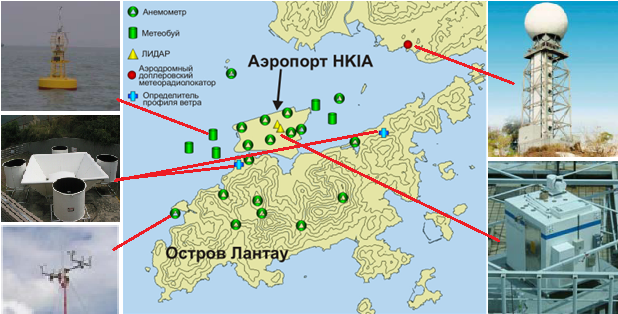 Анемометр
Метеобуй
ЛИДАР
Аэродромный
доплеровский
метеорадиолокатор
Определитель
профиля ветра
Аэропорт HKIA
Остров Лантау